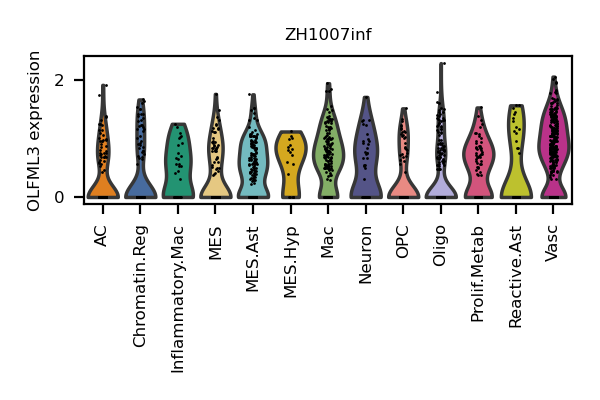 ZH1007inf
OLFML3 expression
2
0
AC
Chromatin.Reg
Inflammatory.Mac
MES
MES.Ast
MES.Hyp
Mac
Neuron
OPC
Oligo
Prolif.Metab
Reactive.Ast
Vasc